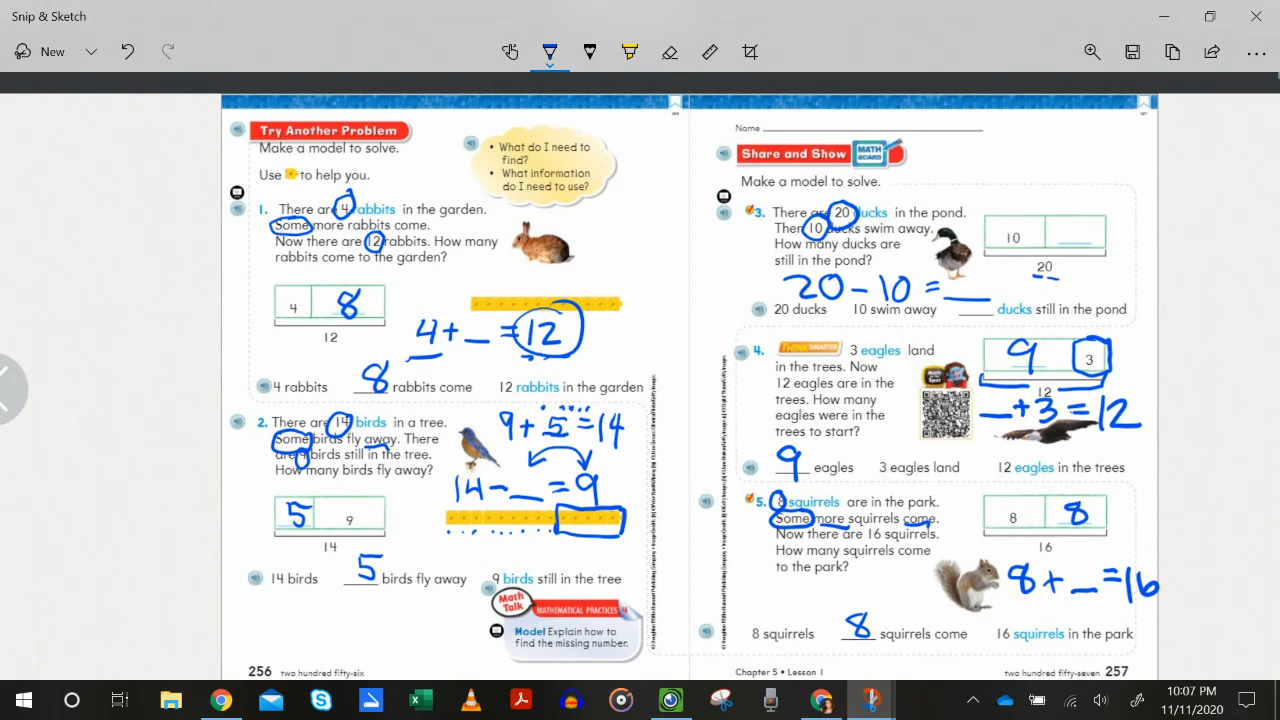 Snip & Sketch
New
Try Another Problem
Make a model to solve.
Use to help you.
• What do I need to
find?
• What information
do I need to use?
1. There are 4 rabbits in the garden.
Some more rabbits come.
Now there are 12 rabbits. How many
rabbits come to the garden?
4 8
12
4 + _ = 12
4 rabbits 8 rabbits come 12 rabbits in the garden
2. There are 14 birds in a tree.
Some birds fly away. There
are 9 birds still in the tree.
How many birds fly away?
9 + 5 = 14
14 - _ = 9
5 9
14
14 birds 5 birds fly away 9 birds still in the tree
Math
Talk
MATHEMATICAL PRACTICES 4
Model Explain how to
find the missing number.
256 two hundred fifty-six
Name
Share and Show MATH
BOARD
Make a model to solve.
3. There are 20 ducks in the pond.
Then 10 ducks swim away.
How many ducks are
still in the pond?
10
20
20 - 10 = __
20 ducks 10 swim away ____ ducks still in the pond
4. THINK SMARTER 3 eagles land
in the trees. Now
12 eagles are in the
trees. How many
eagles were in the
trees to start?
9 3
12
_ + 3 = 12
9 eagles 3 eagles land 12 eagles in the trees
5. 8 squirrels are in the park.
Some more squirrels come.
Now there are 16 squirrels.
How many squirrels come
to the park?
8 8
16
8 + _ = 16
8 squirrels 8 squirrels come 16 squirrels in the park
Chapter 5 • Lesson 1 two hundred fifty-seven 257
10:07 PM
11/11/2020